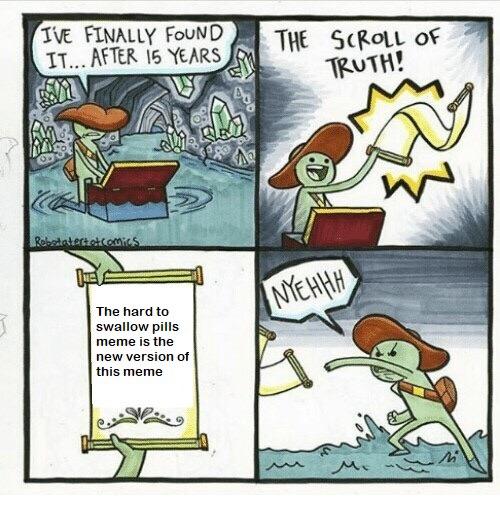 I'VE FINALLY FOUND
IT... AFTER 15 YEARS
THE SCROLL OF
TRUTH!
Robotatertotcomics
The hard to
swallow pills
meme is the
new version of
this meme
NYEHHH